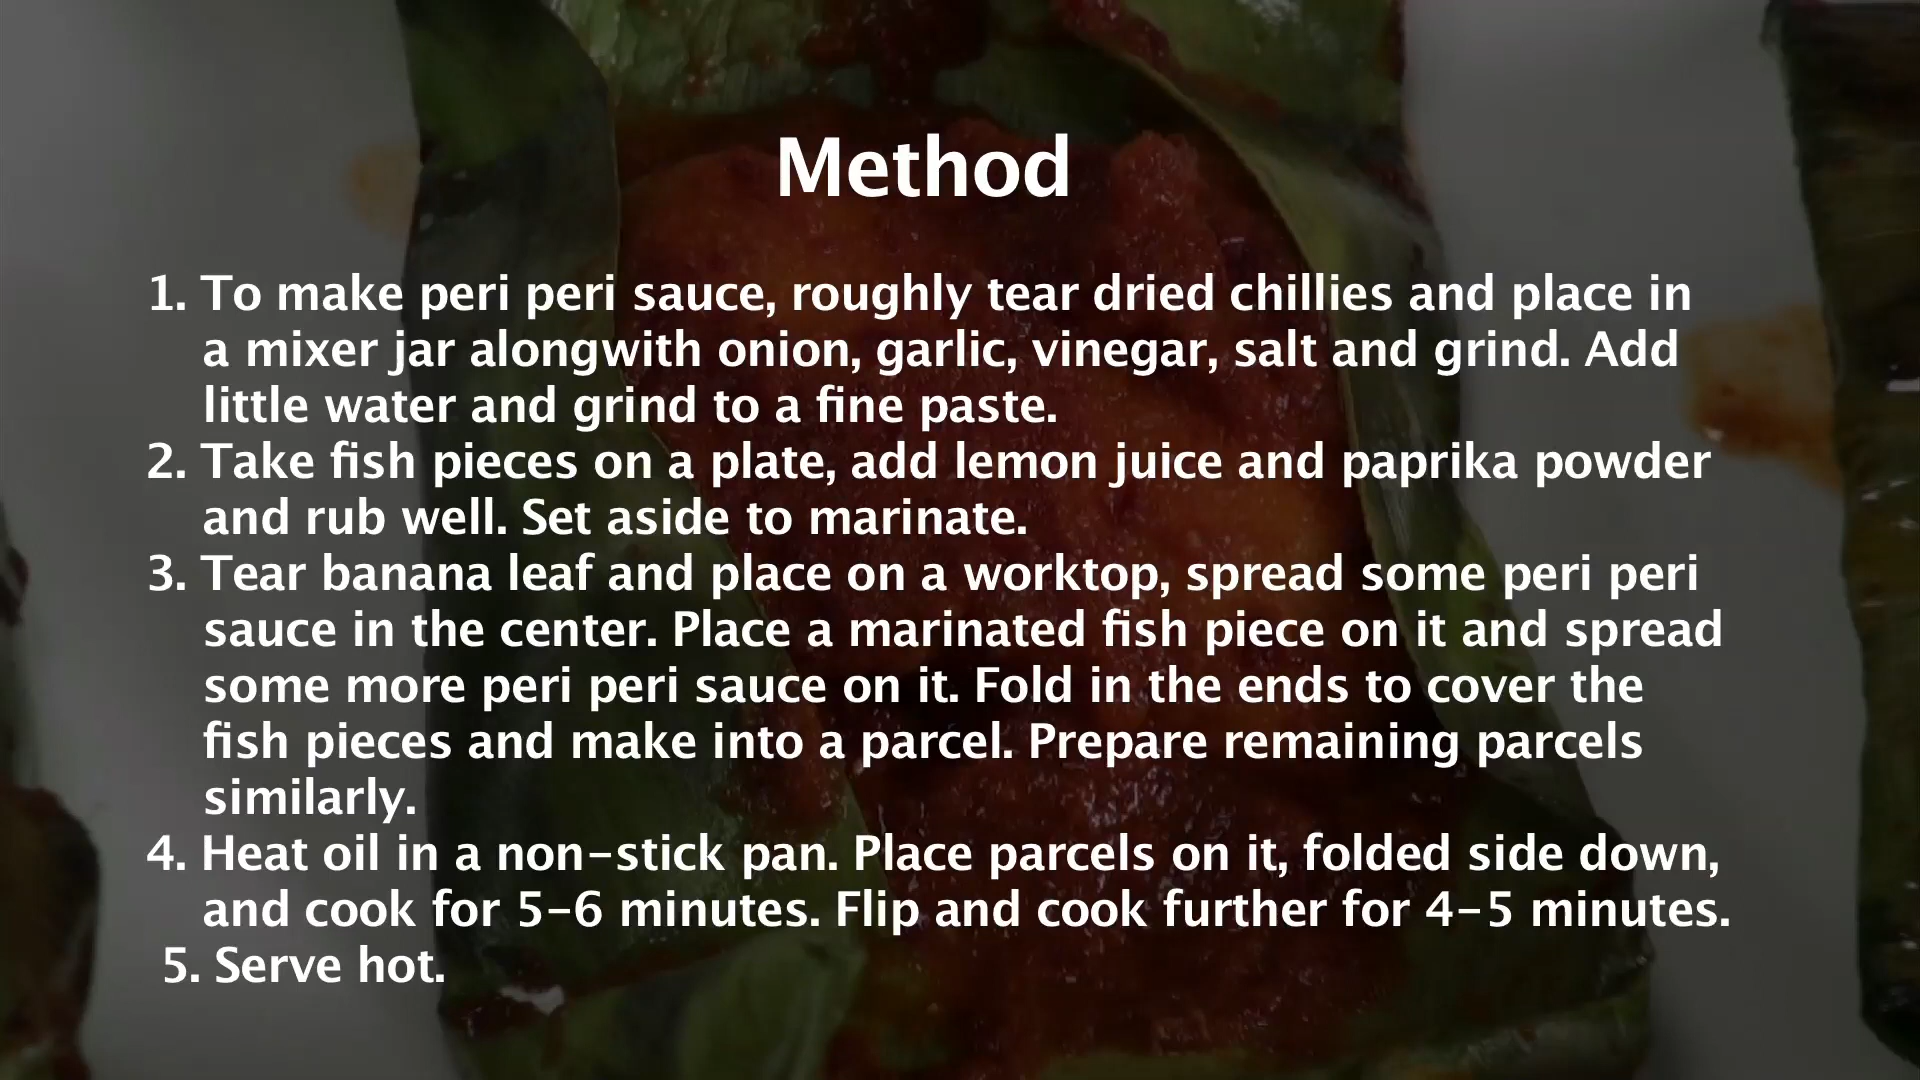 Method
1. To make peri peri sauce, roughly tear dried chillies and place in
a mixer jar alongwith onion, garlic, vinegar, salt and grind. Add
little water and grind to a fine paste.
2. Take fish pieces on a plate, add lemon juice and paprika powder
and rub well. Set aside to marinate.
3. Tear banana leaf and place on a worktop, spread some peri peri
sauce in the center. Place a marinated fish piece on it and spread
some more peri peri sauce on it. Fold in the ends to cover the
fish pieces and make into a parcel. Prepare remaining parcels
similarly.
4. Heat oil in a non-stick pan. Place parcels on it, folded side down,
and cook for 5-6 minutes. Flip and cook further for 4-5 minutes.
5. Serve hot.